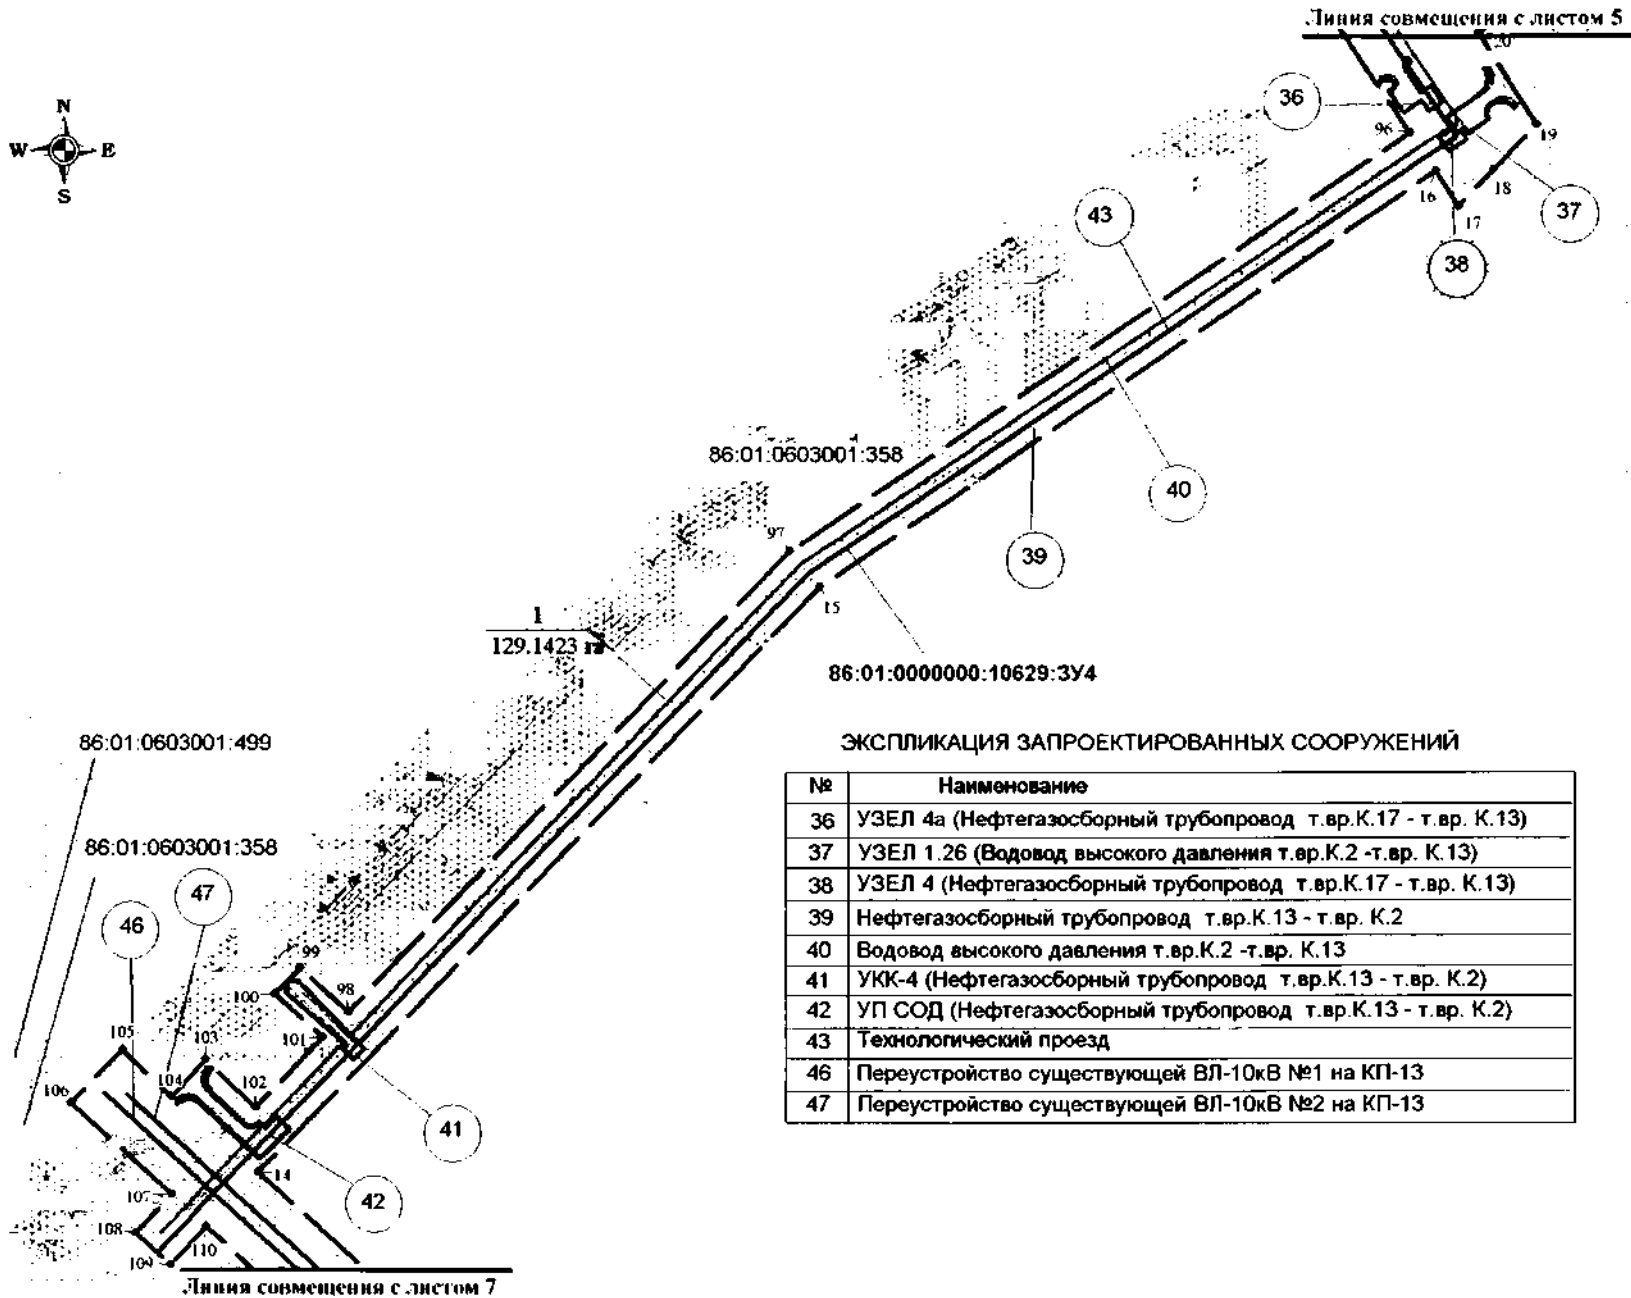 Линия совмещения с листом 5
20
36
96
19
N
W E
S
18
16
17
37
43
38
86:01:0603001:358
40
97
39
15
1
129.1423 га
86:01:0000000:10629:ЗУ4
86:01:0603001:499
ЭКСПЛИКАЦИЯ ЗАПРОЕКТИРОВАННЫХ СООРУЖЕНИЙ
№ Наименование
36 УЗЕЛ 4а (Нефтегазосборный трубопровод т.вр.К.17 - т.вр. К.13)
37 УЗЕЛ 1.26 (Водовод высокого давления т.вр.К.2 -т.вр. К.13)
38 УЗЕЛ 4 (Нефтегазосборный трубопровод т.вр.К.17 - т.вр. К.13)
39 Нефтегазосборный трубопровод т.вр.К.13 - т.вр. К.2
40 Водовод высокого давления т.вр.К.2 -т.вр. К.13
41 УКК-4 (Нефтегазосборный трубопровод т.вр.К.13 - т.вр. К.2)
42 УП СОД (Нефтегазосборный трубопровод т.вр.К.13 - т.вр. К.2)
43 Технологический проезд
46 Переустройство существующей ВЛ-10кВ №1 на КП-13
47 Переустройство существующей ВЛ-10кВ №2 на КП-13
86:01:0603001:358
47
46
99
98
100
101
105
103
104
102
106
41
14
107
42
108
110
109
Линия совмещения с листом 7